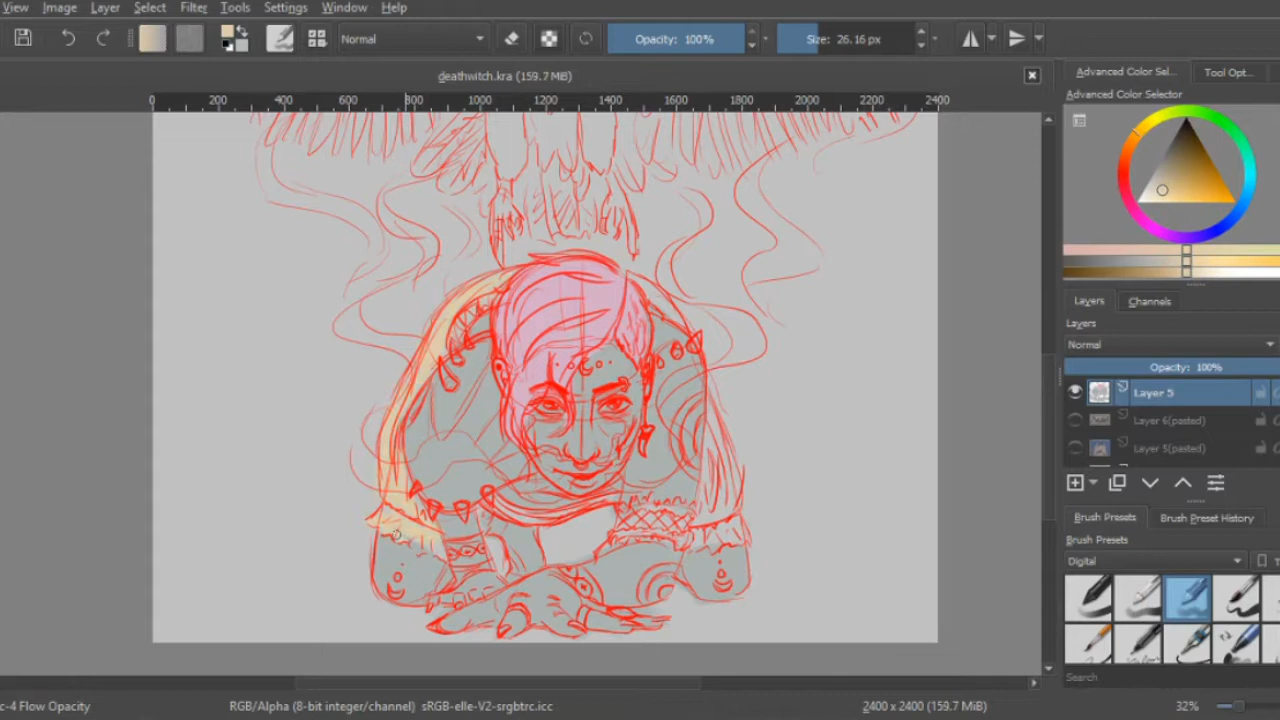 View Image Layer Select Filter Tools Settings Window Help
Normal Opacity: 100% Size: 26.16 px
deathwitch.kra (159.7 MiB)
Advanced Color Sel... Tool Opt...
Advanced Color Selector
0 200 400 600 800 1000 1200 1400 1600 1800 2000 2200 2400
Layers Channels
Layers
Normal
Opacity: 100%
Layer 5
Layer 6(pasted)
Layer 5(pasted)
Brush Presets Brush Preset History
Brush Presets
Digital
Search
c-4 Flow Opacity RGB/Alpha (8-bit integer/channel) sRGB-elle-V2-srgbtrc.icc 2400 x 2400 (159.7 MiB) 32%